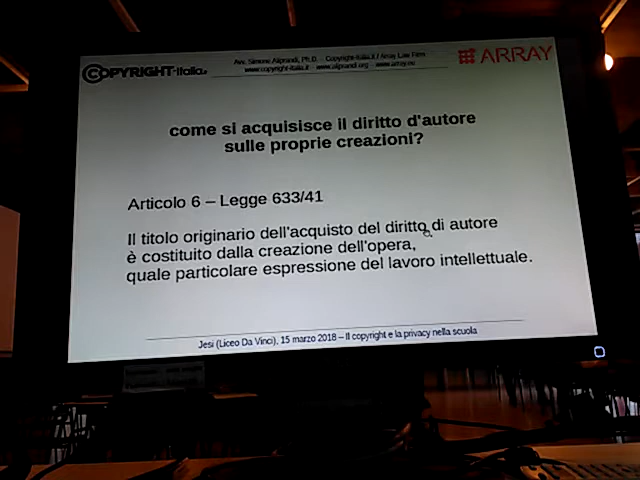 COPYRIGHT-Italia.it
Avv. Simone Aliprandi, Ph.D. – Copyright-Italia.it / Array Law Firm
www.copyright-italia.it – www.aliprandi.org – www.array.eu
ARRAY
come si acquisisce il diritto d'autore
sulle proprie creazioni?
Articolo 6 – Legge 633/41
Il titolo originario dell'acquisto del diritto di autore
è costituito dalla creazione dell'opera,
quale particolare espressione del lavoro intellettuale.
Jesi (Liceo Da Vinci), 15 marzo 2018 – Il copyright e la privacy nella scuola